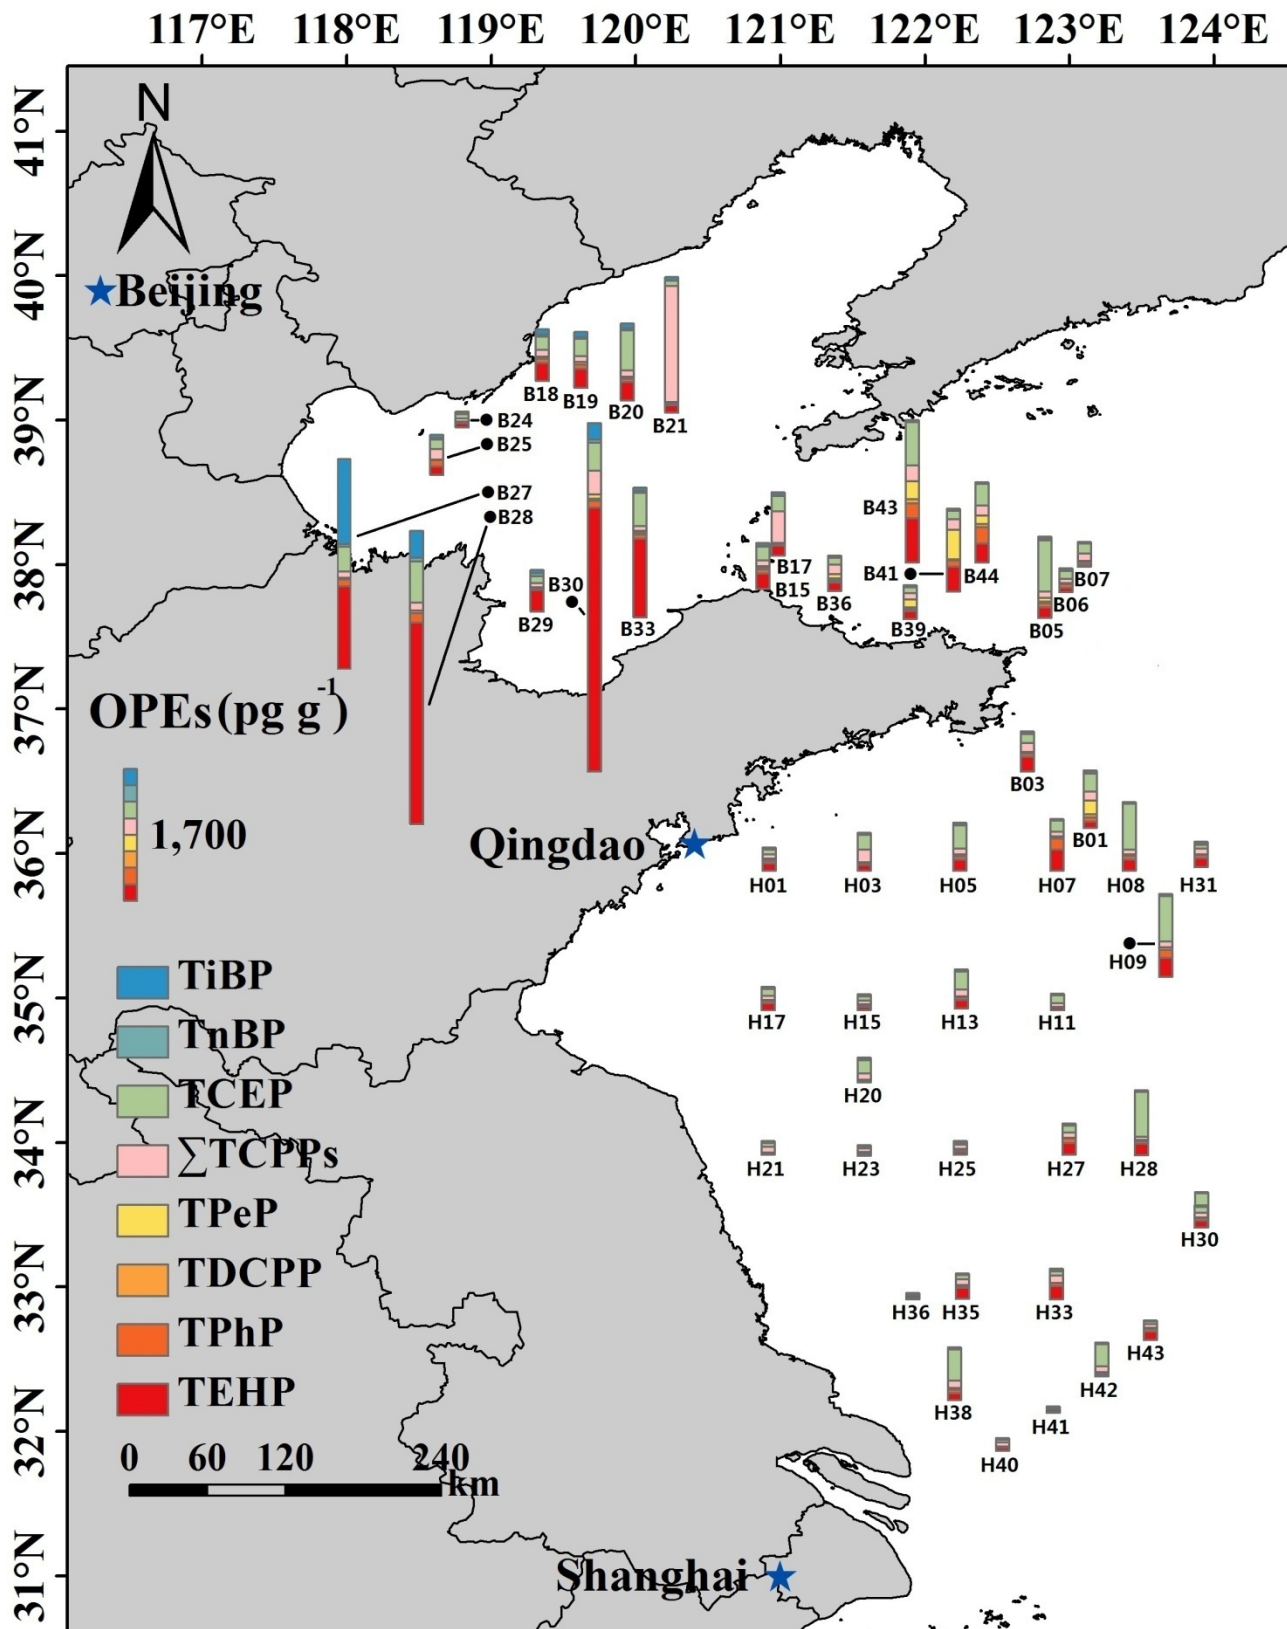 117°E 118°E 119°E 120°E 121°E 122°E 123°E 124°E
N
41°N
40°N
39°N
38°N
37°N
36°N
35°N
34°N
33°N
32°N
31°N
Beijing
B18
B19
B20
B21
B24
B25
B27
B28
B29
B30
B33
B17
B15
B36
B43
B41
B44
B39
B07
B06
B05
OPEs (pg g-1)
1,700
B03
B01
Qingdao
H01
H03
H05
H07
H08
H31
H09
H17
H15
H13
H11
H20
H21
H23
H25
H27
H28
H30
H36
H35
H33
H43
H42
H38
H41
H40
TiBP
TnBP
TCEP
∑TCPPs
TPeP
TDCPP
TPhP
TEHP
0 60 120 240
km
Shanghai